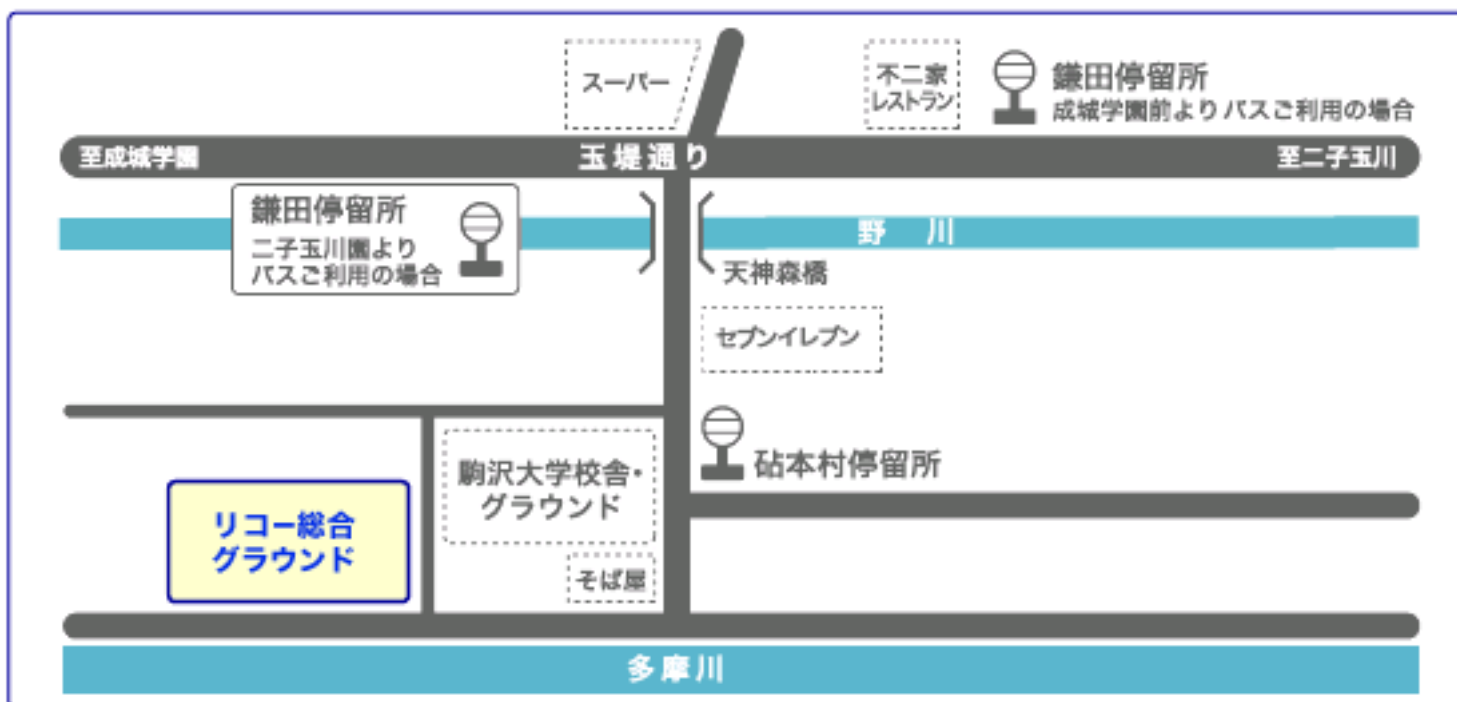 スーパー
不二家
レストラン
鎌田停留所
成城学園前よりバスご利用の場合
至成城学園
玉堤通り
至二子玉川
鎌田停留所
二子玉川園より
バスご利用の場合
野 川
天神森橋
セブンイレブン
駒沢大学校舎・
グラウンド
砧本村停留所
リコー総合
グラウンド
そば屋
多摩川